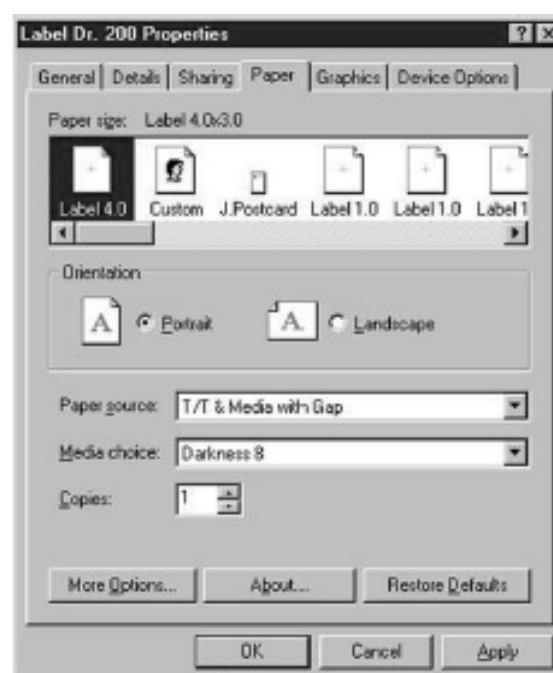 Label Dr. 200 Properties
General Details Sharing Paper Graphics Device Options
Paper size: Label 4.0x3.0
Label 4.0 Custom J.Postcard Label 1.0 Label 1.0 Label 1
Orientation
A Portrait A Landscape
Paper source: T/T & Media with Gap
Media choice: Darkness 8
Copies: 1
More Options... About... Restore Defaults
OK Cancel Apply